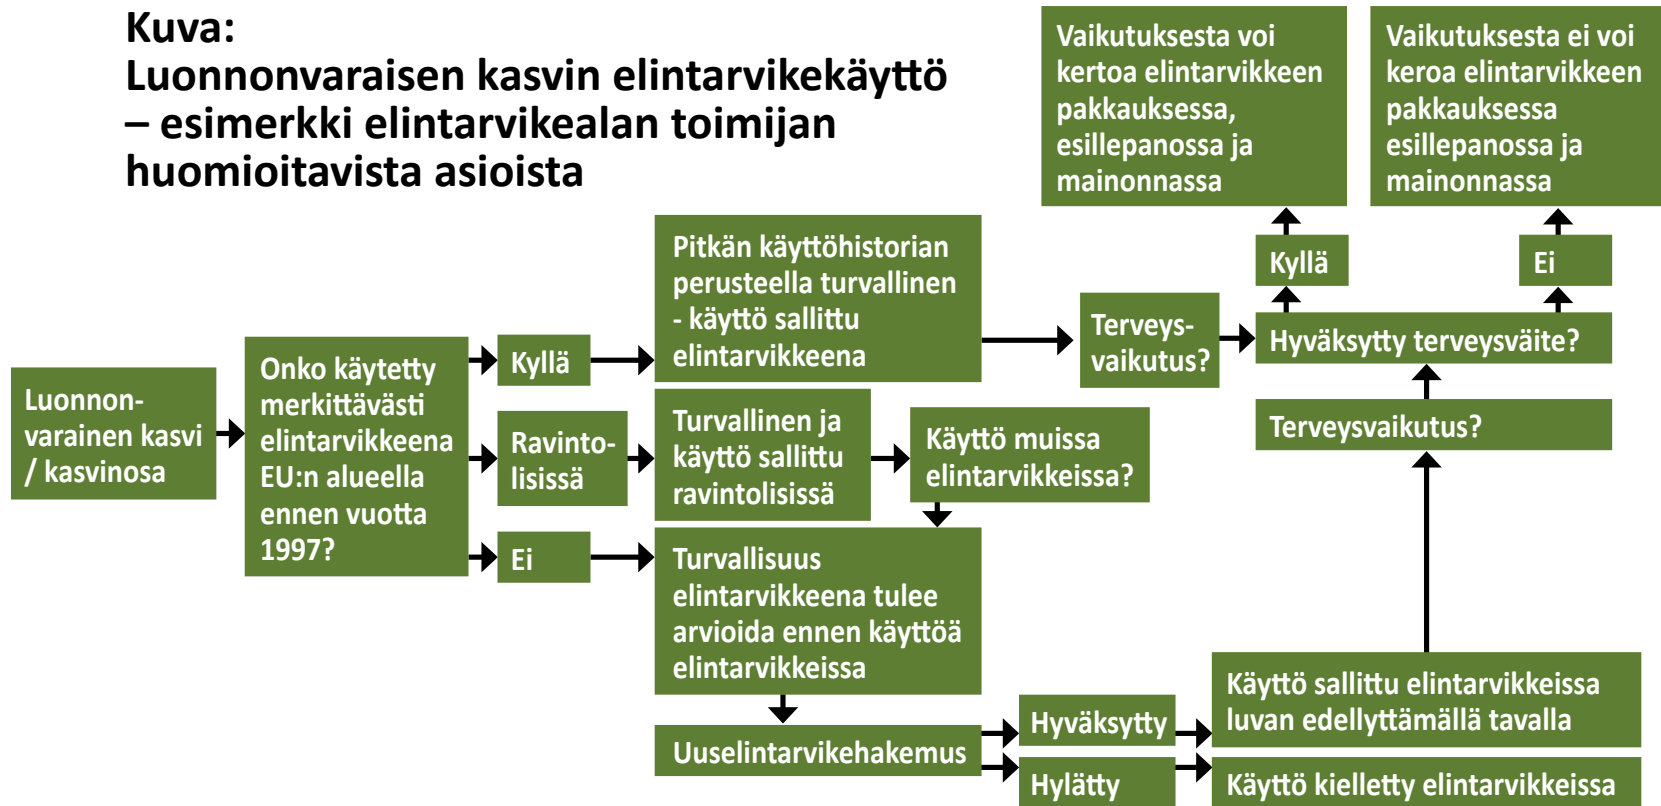 Kuva:
Luonnonvaraisen kasvin elintarvikekäyttö
– esimerkki elintarvikealan toimijan
huomioitavista asioista
Luonnon-
varainen kasvi
/ kasvinosa
Onko käytetty
merkittävästi
elintarvikkeena
EU:n alueella
ennen vuotta
1997?
Kyllä
Pitkän käyttöhistorian
perusteella turvallinen
- käyttö sallittu
elintarvikkeena
Ravinto-
lisissä
Turvallinen ja
käyttö sallittu
ravintolisissä
Käyttö muissa
elintarvikkeissa?
Ei
Turvallisuus
elintarvikkeena tulee
arvioida ennen käyttöä
elintarvikkeissa
Uuselintarvikehakemus
Hyväksytty
Käyttö sallittu elintarvikkeissa
luvan edellyttämällä tavalla
Hylätty
Käyttö kielletty elintarvikkeissa
Terveys-
vaikutus?
Terveysvaikutus?
Hyväksytty terveysväite?
Kyllä
Vaikutuksesta voi
kertoa elintarvikkeen
pakkauksessa,
esillepanossa ja
mainonnassa
Ei
Vaikutuksesta ei voi
keroa elintarvikkeen
pakkauksessa
esillepanossa ja
mainonnassa